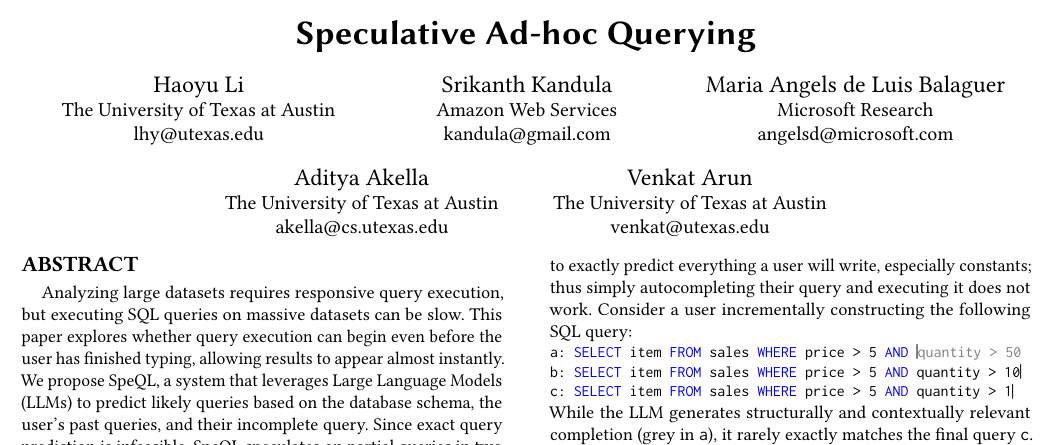 Speculative Ad-hoc Querying
Haoyu Li
The University of Texas at Austin
lhy@utexas.edu
Srikanth Kandula
Amazon Web Services
kandula@gmail.com
Maria Angels de Luis Balaguer
Microsoft Research
angelsd@microsoft.com
Aditya Akella
The University of Texas at Austin
akella@cs.utexas.edu
Venkat Arun
The University of Texas at Austin
venkat@utexas.edu
ABSTRACT
Analyzing large datasets requires responsive query execution,
but executing SQL queries on massive datasets can be slow. This
paper explores whether query execution can begin even before the
user has finished typing, allowing results to appear almost instantly.
We propose SpeQL, a system that leverages Large Language Models
(LLMs) to predict likely queries based on the database schema, the
user's past queries, and their incomplete query. Since exact query
prediction is infeasible, SpeQL speculates on partial queries in two
to exactly predict everything a user will write, especially constants;
thus simply autocompleting their query and executing it does not
work. Consider a user incrementally constructing the following
SQL query:
a: SELECT item FROM sales WHERE price > 5 AND quantity > 50
b: SELECT item FROM sales WHERE price > 5 AND quantity > 10
c: SELECT item FROM sales WHERE price > 5 AND quantity > 1
While the LLM generates structurally and contextually relevant
completion (grey in a), it rarely exactly matches the final query c.